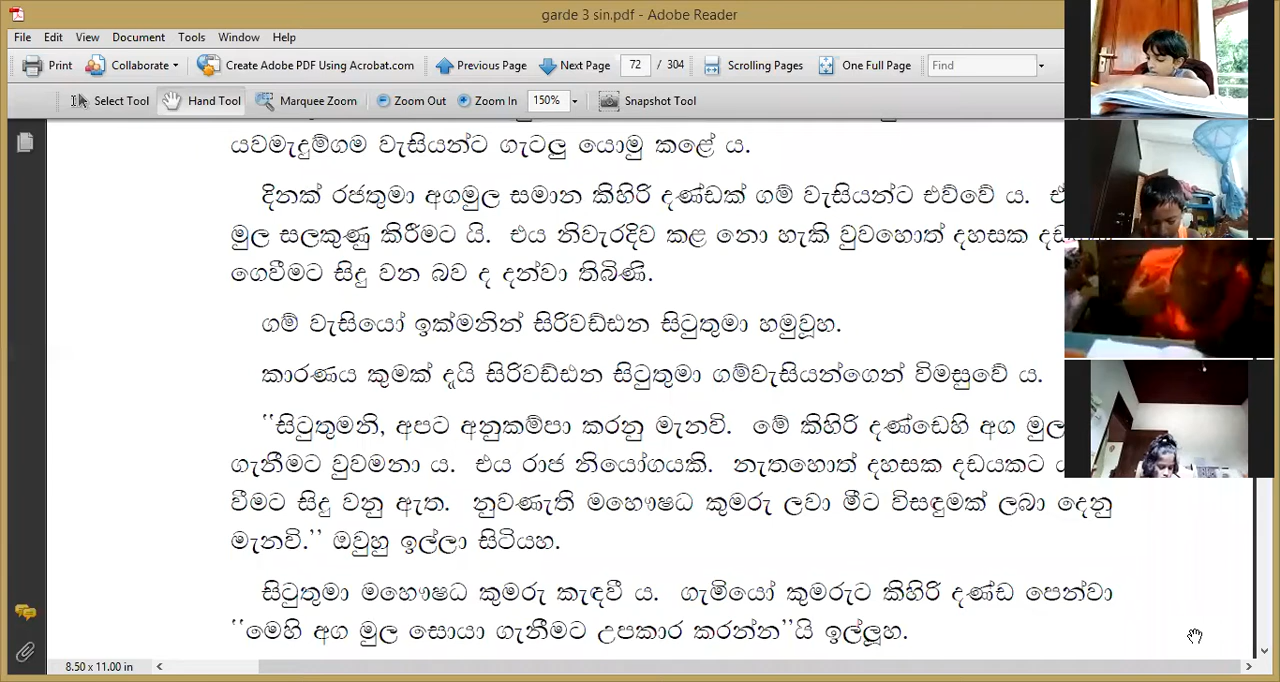 garde 3 sin.pdf - Adobe Reader
File Edit View Document Tools Window Help
Print Collaborate Create Adobe PDF Using Acrobat.com Previous Page Next Page 72 / 304 Scrolling Pages One Full Page Find
Select Tool Hand Tool Marquee Zoom Zoom Out Zoom In 150% Snapshot Tool
යවමැදුම්ගම වැසියන්ට ගැටලු යොමු කළේ ය.
දිනක් රජතුමා අගමුල සමාන කිහිරි දණ්ඩක් ගම් වැසියන්ට එව්වේ ය.
මුල සලකුණු කිරීමට යි. එය නිවැරදිව කළ නො හැකි වුවහොත් දහසක
ගෙවීමට සිදු වන බව ද දන්වා තිබිණි.
ගම් වැසියෝ ඉක්මනින් සිරිවඩ්ඪන සිටුතුමා හමුවූහ.
කාරණය කුමක් දැයි සිරිවඩ්ඪන සිටුතුමා ගම්වැසියන්ගෙන් විමසුවේ ය.
‘‘සිටුතුමනි, අපට අනුකම්පා කරනු මැනවි. මේ කිහිරි දණ්ඩෙහි අග මුල
ගැනීමට වුවමනා ය. එය රාජ නියෝගයකි. නැතහොත් දහසක දඩයකට
වීමට සිදු වනු ඇත. නුවණැති මහෞෂධ කුමරු ලවා මීට විසඳුමක් ලබා දෙනු
මැනවි.’’ ඔවුහු ඉල්ලා සිටියහ.
සිටුතුමා මහෞෂධ කුමරු කැඳවී ය. ගැමියෝ කුමරුට කිහිරි දණ්ඩ පෙන්වා
‘‘මෙහි අග මුල සොයා ගැනීමට උපකාර කරන්න’’යි ඉල්ලූහ.
8.50 x 11.00 in